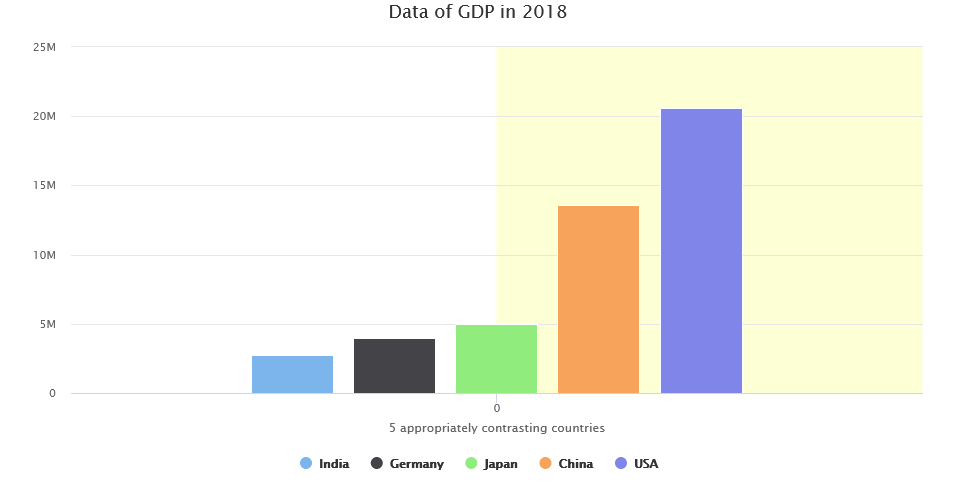 Data of GDP in 2018
25M
20M
15M
10M
5M
0
0
5 appropriately contrasting countries
India Germany Japan China USA